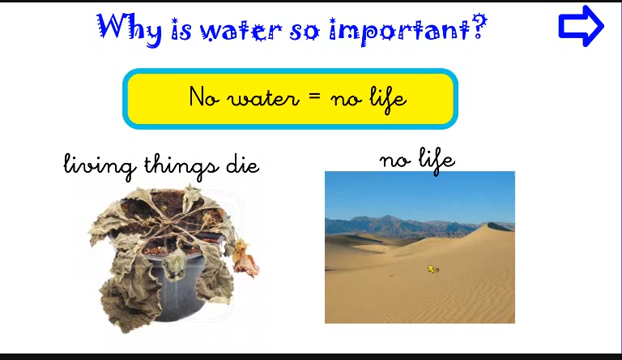 Why is water so important?
No water = no life
living things die
no life